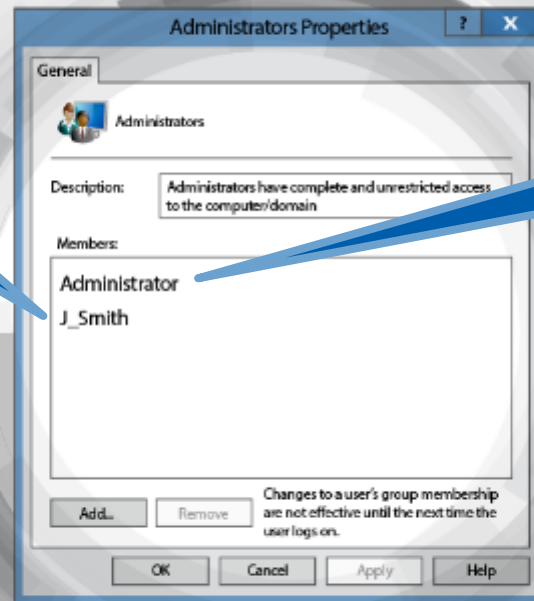 Administrators Properties
? X
General
Administrators
Description:
Administrators have complete and unrestricted access
to the computer/domain
Members:
Administrator
J_Smith
Add...
Remove
Changes to a user's group membership
are not effective until the next time the
user logs on.
OK
Cancel
Apply
Help